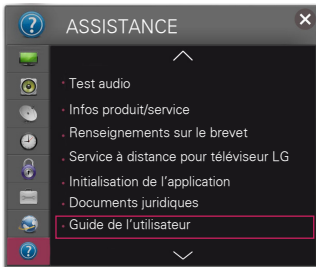 ASSISTANCE
Test audio
Infos produit/service
Renseignements sur le brevet
Service à distance pour téléviseur LG
Initialisation de l'application
Documents juridiques
Guide de l'utilisateur